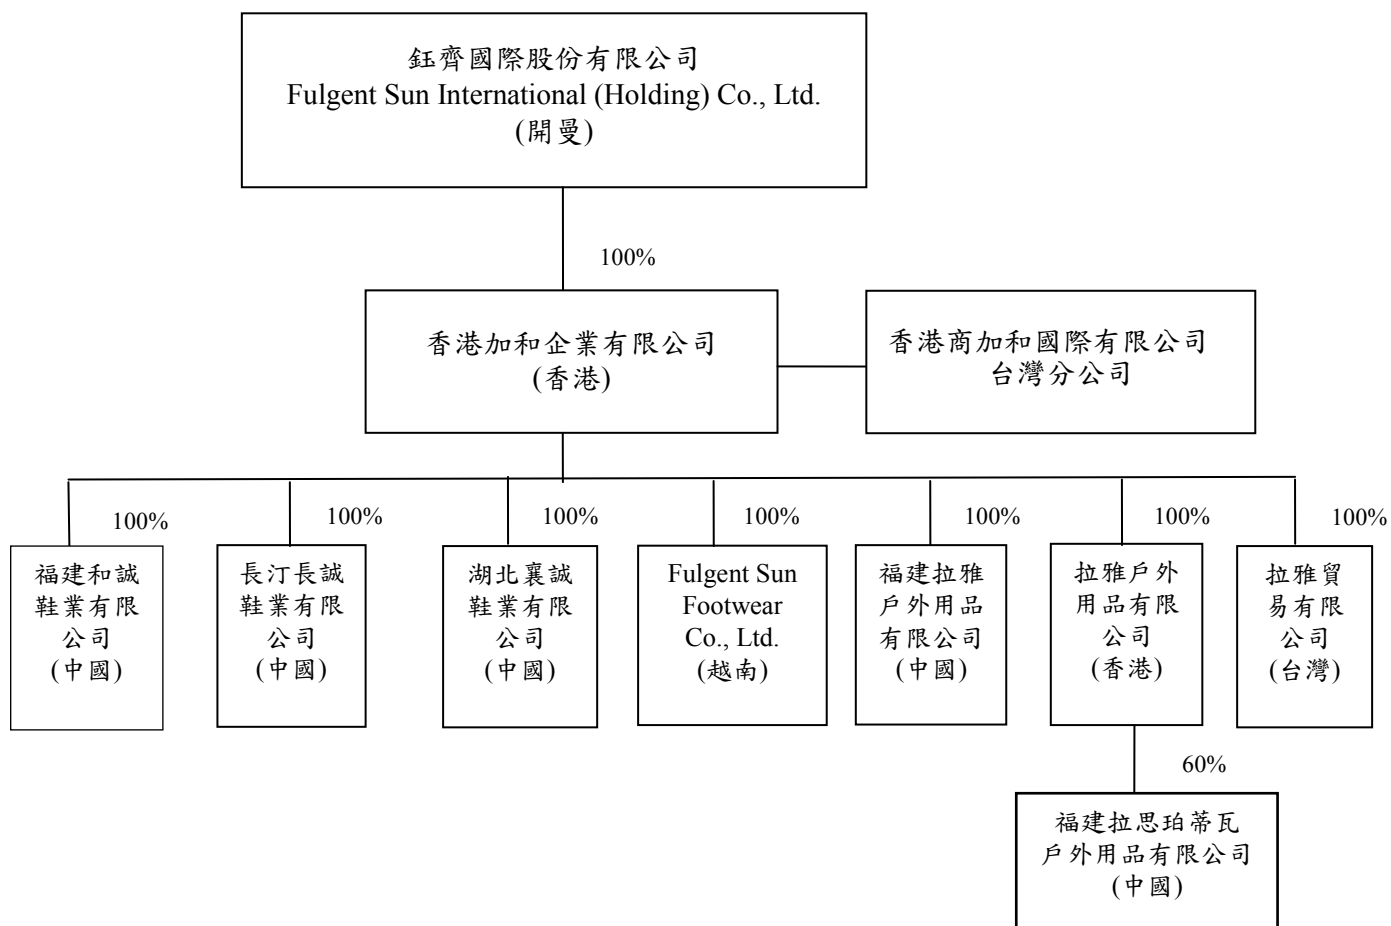 鈺齊國際股份有限公司
Fulgent Sun International (Holding) Co., Ltd.
(開曼)
100%
香港加和企業有限公司
(香港)
香港商加和國際有限公司
台灣分公司
100%
福建和誠
鞋業有限
公司
(中國)
100%
長汀長誠
鞋業有限
公司
(中國)
100%
湖北襄誠
鞋業有限
公司
(中國)
100%
Fulgent Sun
Footwear
Co., Ltd.
(越南)
100%
福建拉雅
戶外用品
有限公司
(中國)
100%
拉雅戶外
用品有限
公司
(香港)
100%
拉雅貿
易有限
公司
(台灣)
60%
福建拉思珀蒂瓦
戶外用品有限公司
(中國)